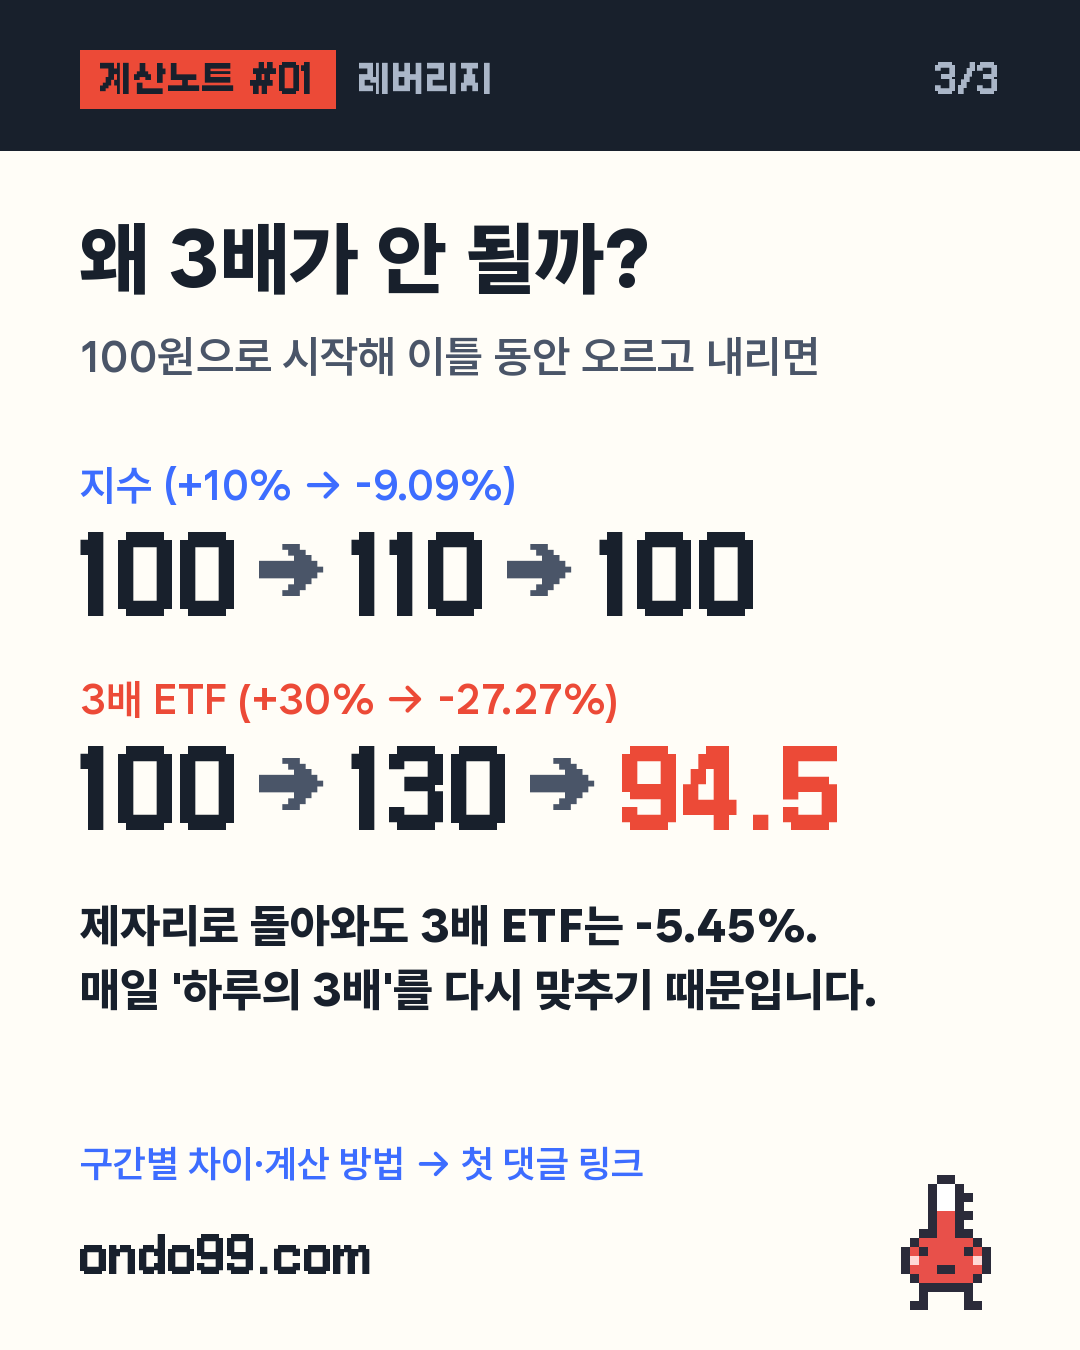 계산노트 #01 레버리지 3/3
왜 3배가 안 될까?
100원으로 시작해 이틀 동안 오르고 내리면
지수 (+10% → -9.09%)
100 → 110 → 100
3배 ETF (+30% → -27.27%)
100 → 130 → 94.5
제자리로 돌아와도 3배 ETF는 -5.45%.
매일 '하루의 3배'를 다시 맞추기 때문입니다.
구간별 차이·계산 방법 → 첫 댓글 링크
ondo99.com